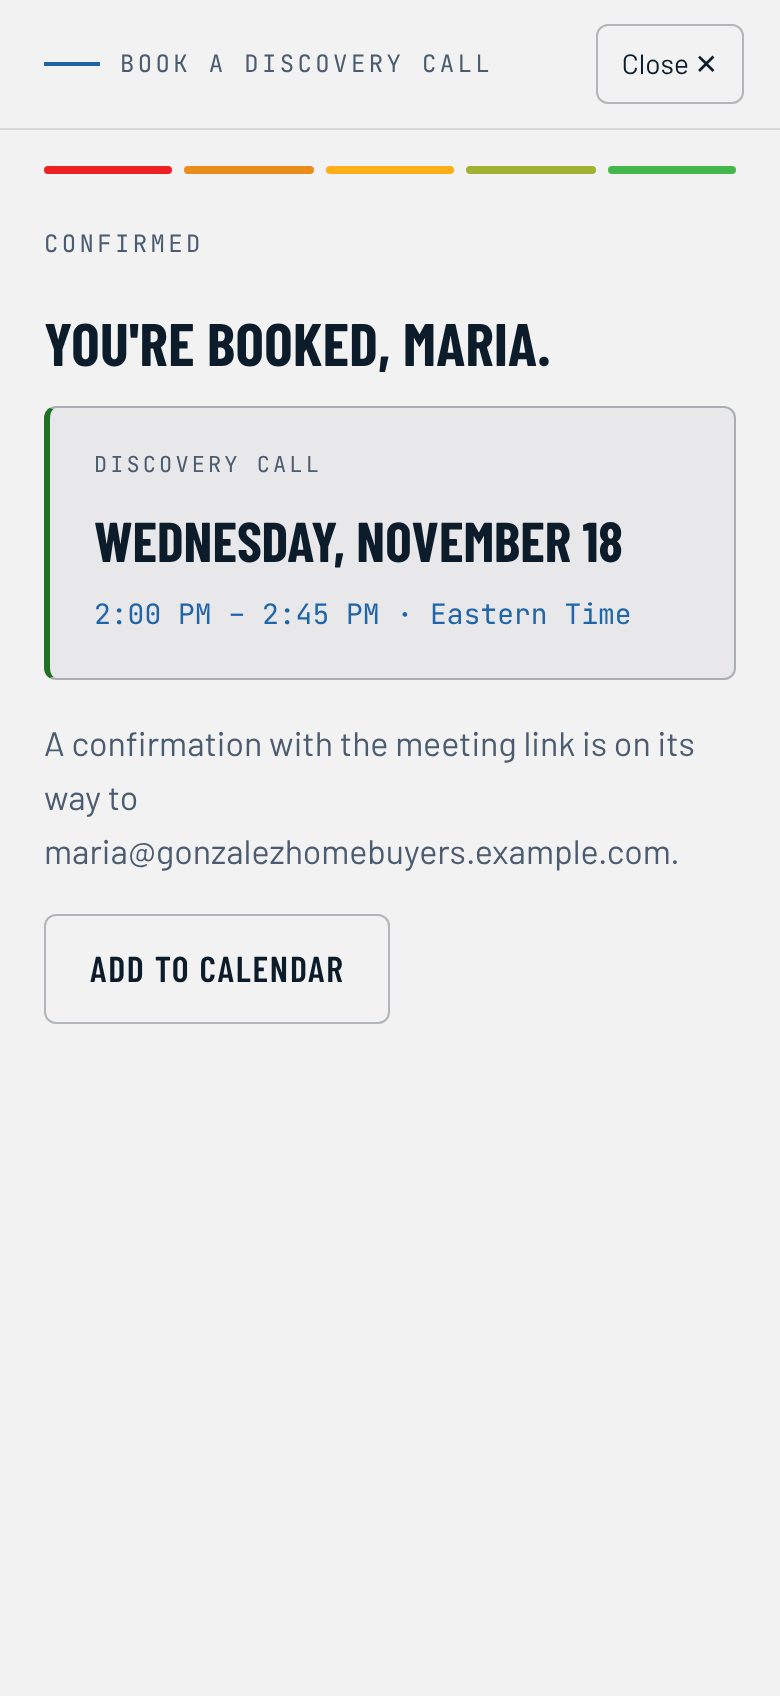 BOOK A DISCOVERY CALL
Close ✕
CONFIRMED
YOU'RE BOOKED, MARIA.
DISCOVERY CALL
WEDNESDAY, NOVEMBER 18
2:00 PM – 2:45 PM · Eastern Time
A confirmation with the meeting link is on its
way to
maria@gonzalezhomebuyers.example.com.
ADD TO CALENDAR